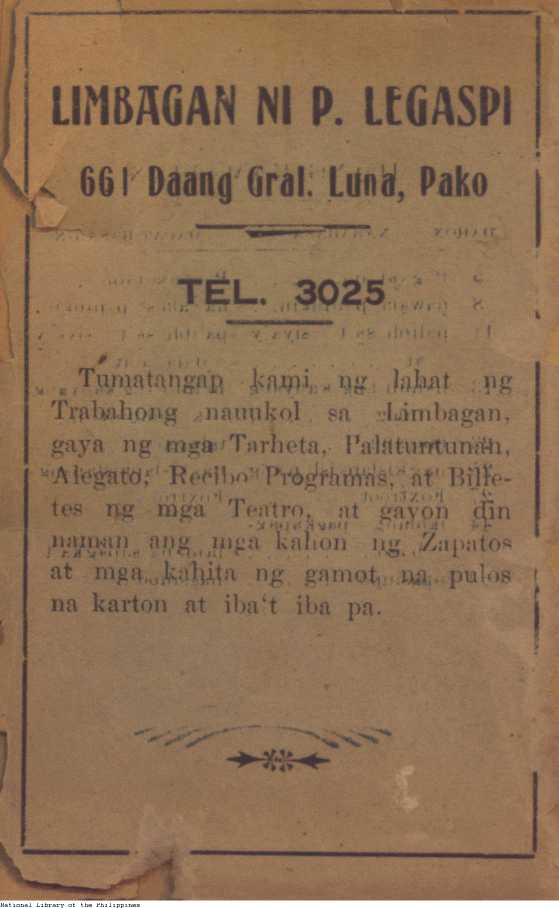 LIMBAGAN NI P. LEGASPI
661 Daang Gral. Luna, Pako
TEL. 3025
Tumatangap kami ng lahat ng
Trabahong nauukol sa Limbagan,
gaya ng mga Tarheta, Palatuntunan,
Alegato, Recibo Programas, at Bille-
tes ng mga Teatro, at gayon din
naman ang mga kahon ng Zapatos
at mga kahita ng gamot na pulos
na karton at iba‘t iba pa.
National Library of the Philippines